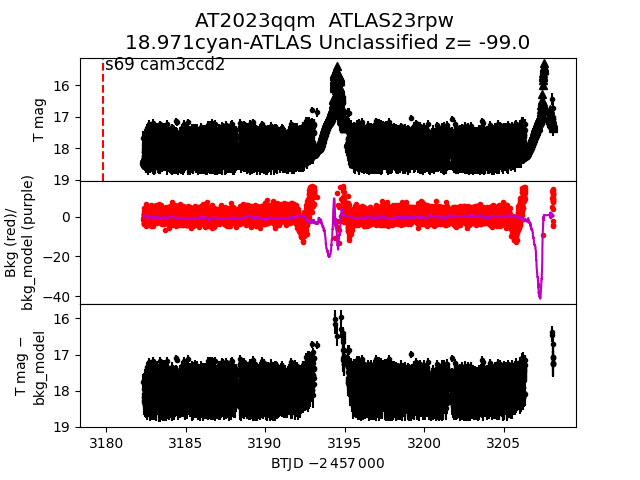 AT2023qqm  ATLAS23rpw
18.971cyan-ATLAS Unclassified z= -99.0
s69 cam3ccd2
T mag
16
17
18
19
Bkg (red)/
bkg_model (purple)
0
−20
−40
T mag −
bkg_model
16
17
18
19
3180 3185 3190 3195 3200 3205
BTJD −2 457 000